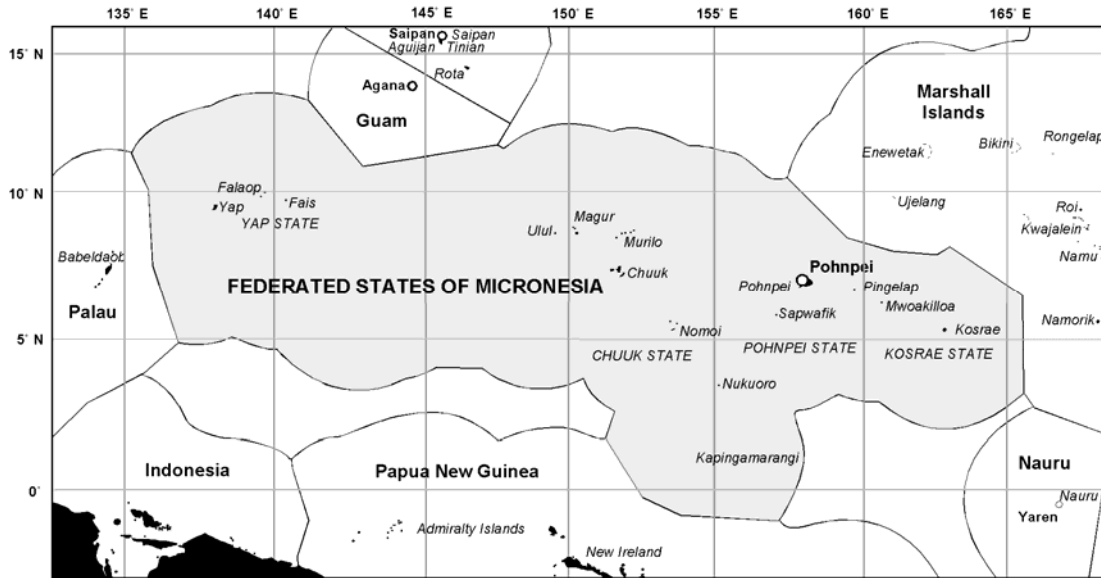 135° E 140° E 145° E 150° E 155° E 160° E 165° E
15° N
Saipan Saipan
Aguijan Tinian
Rota
Agana
Guam
Marshall
Islands
Enewetak
Bikini
Rongelap
10° N
Falaop
Yap
Fais
YAP STATE
Ulul
Magur
Murilo
Ujelang
Roi
Kwajalein
Namu
Babeldaob
Palau
Chuuk
FEDERATED STATES OF MICRONESIA
Pohnpei
Pohnpei
Pingelap
Mwoakilloa
Sapwafik
Namorik
5° N
Nomoi
Kosrae
CHUUK STATE
POHNPEI STATE
KOSRAE STATE
Nukuoro
Indonesia
Papua New Guinea
Kapingamarangi
Nauru
0°
Nauru
Yaren
Admiralty Islands
New Ireland